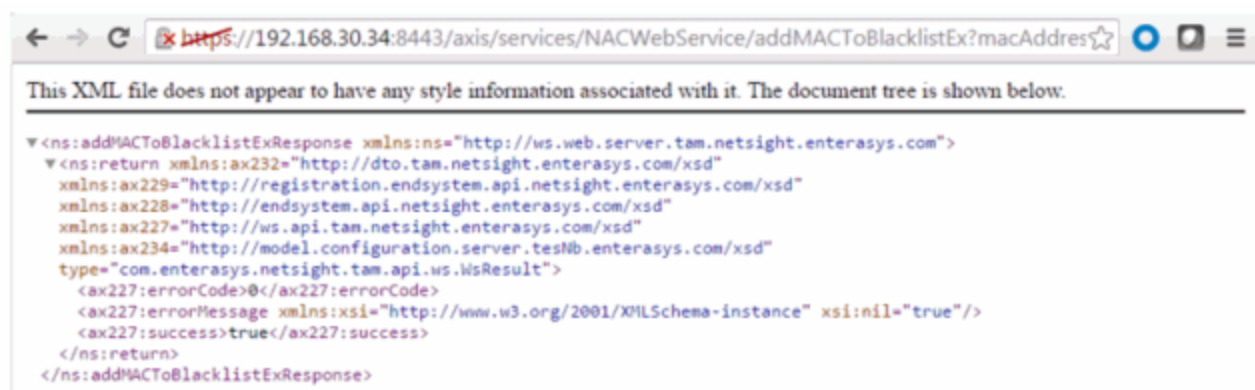 https://192.168.30.34:8443/axis/services/NACWebService/addMACToBlacklistEx?macAddres
This XML file does not appear to have any style information associated with it. The document tree is shown below.
▼<ns:addMACToBlacklistExResponse xmlns:ns="http://ws.web.server.tam.netsight.enterasys.com">
▼<ns:return xmlns:ax232="http://dto.tam.netsight.enterasys.com/xsd"
xmlns:ax229="http://registration.endsystem.api.netsight.enterasys.com/xsd"
xmlns:ax228="http://endsystem.api.netsight.enterasys.com/xsd"
xmlns:ax227="http://ws.api.tam.netsight.enterasys.com/xsd"
xmlns:ax234="http://model.configuration.server.tesNb.enterasys.com/xsd"
type="com.enterasys.netsight.tam.api.ws.WsResult">
<ax227:errorCode>0</ax227:errorCode>
<ax227:errorMessage xmlns:xsi="http://www.w3.org/2001/XMLSchema-instance" xsi:nil="true"/>
<ax227:success>true</ax227:success>
</ns:return>
</ns:addMACToBlacklistExResponse>